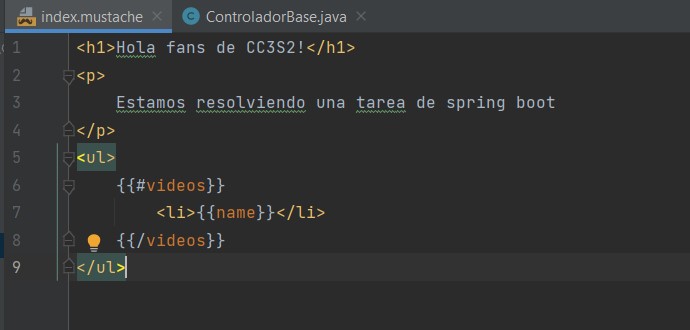 index.mustache ControladorBase.java
1 <h1>Hola fans de CC3S2!</h1>
2 <p>
3 Estamos resolviendo una tarea de spring boot
4 </p>
5 <ul>
6 {{#videos}}
7 <li>{{name}}</li>
8 {{/videos}}
9 </ul>